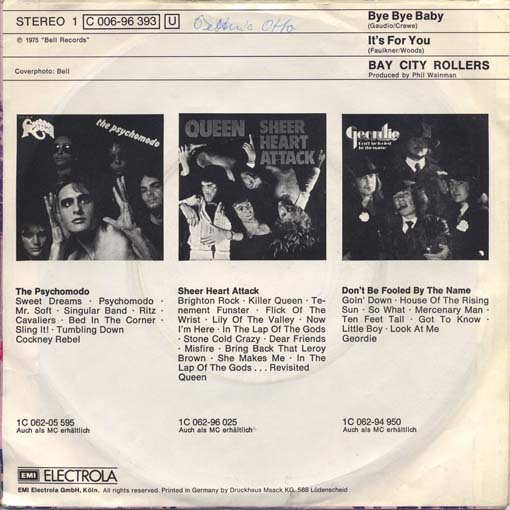 STEREO 1 C 006-96 393 U
℗ 1975 "Bell Records"
Coverphoto: Bell
Bye Bye Baby
(Gaudio/Crewe)
It's For You
(Faulkner/Woods)
BAY CITY ROLLERS
Produced by Phil Wainman
the psychomodo
QUEEN SHEER
HEART
ATTACK
Geordie
Don't be fooled
by the name
The Psychomodo
Sweet Dreams · Psychomodo ·
Mr. Soft · Singular Band · Ritz ·
Cavaliers · Bed In The Corner ·
Sling It! · Tumbling Down
Cockney Rebel
1C 062-05 595
Auch als MC erhältlich
Sheer Heart Attack
Brighton Rock · Killer Queen · Te-
nement Funster · Flick Of The
Wrist · Lily Of The Valley · Now
I'm Here · In The Lap Of The Gods
· Stone Cold Crazy · Dear Friends
· Misfire · Bring Back That Leroy
Brown · She Makes Me · In The
Lap Of The Gods . . . Revisited
Queen
1C 062-96 025
Auch als MC erhältlich
Don't Be Fooled By The Name
Goin' Down · House Of The Rising
Sun · So What · Mercenary Man ·
Ten Feet Tall · Got To Know ·
Little Boy · Look At Me
Geordie
1C 062-94 950
Auch als MC erhältlich
EMI ELECTROLA
EMI Electrola GmbH, Köln. All rights reserved. Printed in Germany by Druckhaus Maack KG, 588 Lüdenscheid